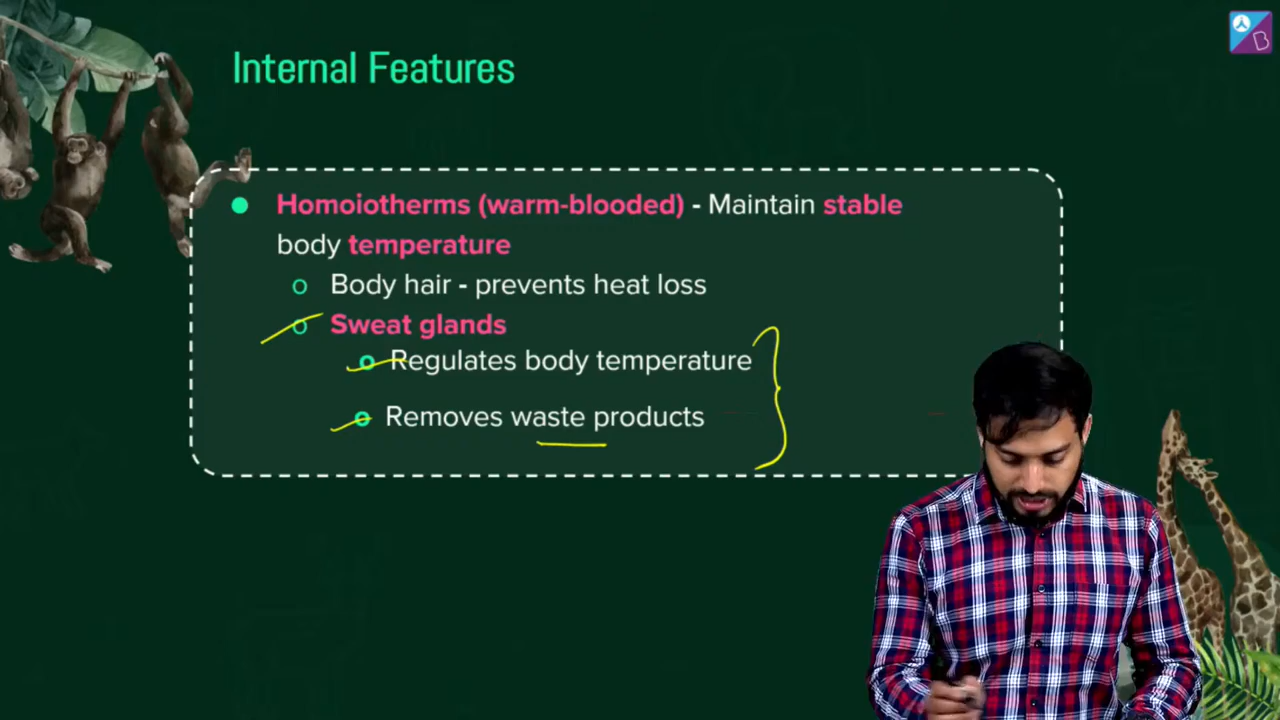 Internal Features
Homoiotherms (warm-blooded) - Maintain stable
body temperature
Body hair - prevents heat loss
Sweat glands
Regulates body temperature
Removes waste products
B